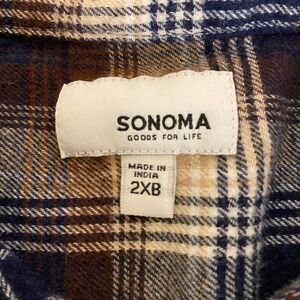 SONOMA
GOODS FOR LIFE
MADE IN
INDIA
2XB